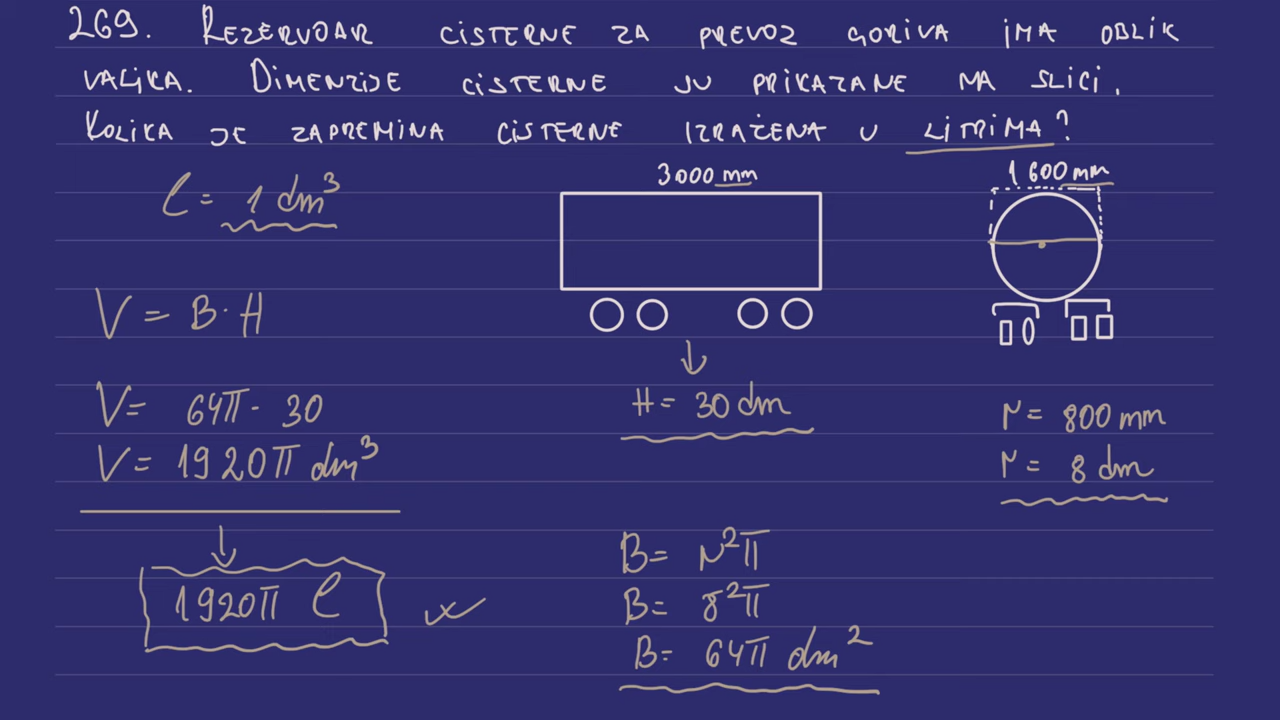 269. REZERVOAR CISTERNE ZA PREVOZ GORIVA IMA OBLIK
VALJKA. DIMENZIJE CISTERNE SU PRIKAZANE NA SLICI.
KOLIKA JE ZAPREMINA CISTERNE IZRAŽENA U LITRIMA?
3000 mm
1600 mm
l = 1 dm³
V = B · H
V = 64π · 30
V = 1920π dm³
1920π l
H = 30 dm
r = 800 mm
r = 8 dm
B = r²π
B = 8²π
B = 64π dm²